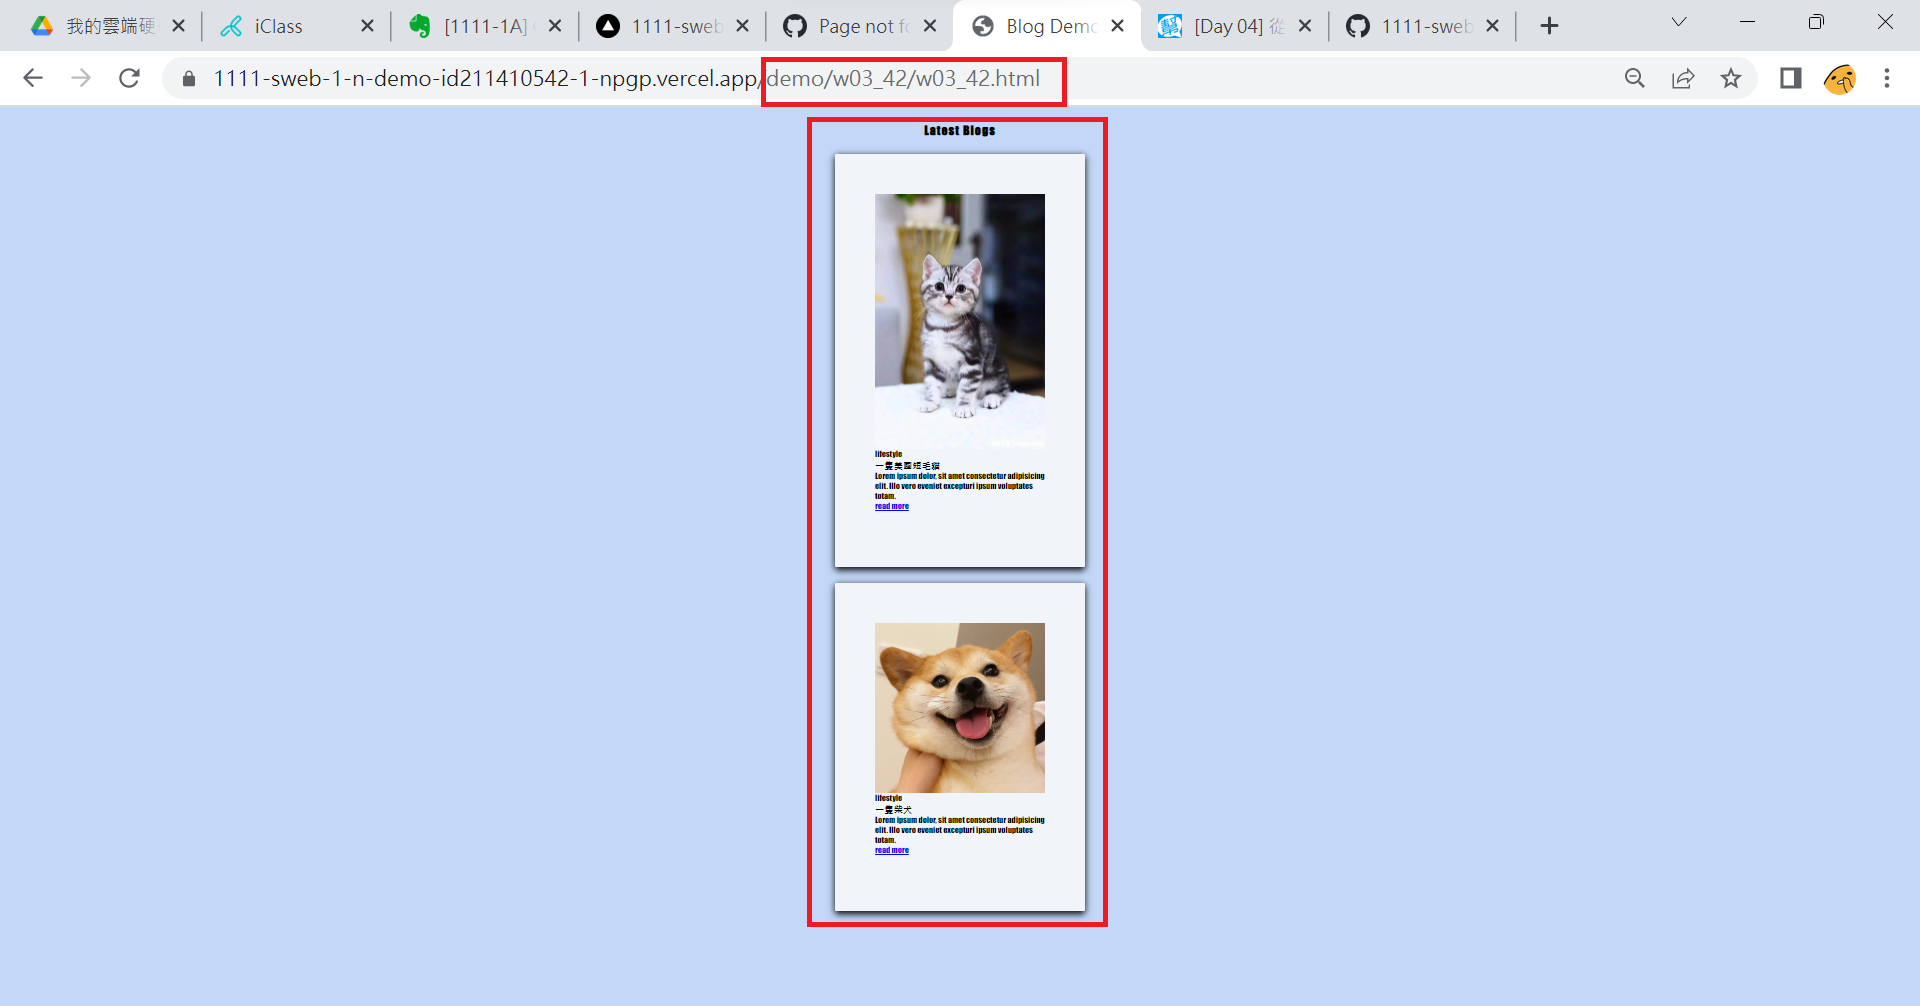 我的雲端硬
iClass
[1111-1A]
1111-sweb
Page not fo
Blog Demo
[Day 04] 從
1111-sweb
1111-sweb-1-n-demo-id211410542-1-npgp.vercel.app/demo/w03_42/w03_42.html
Latest Blogs
lifestyle
一隻美國短毛貓
Lorem ipsum dolor, sit amet consectetur adipisicing
elit. Illo vero eveniet excepturi ipsum voluptates
totam.
read more
lifestyle
一隻柴犬
Lorem ipsum dolor, sit amet consectetur adipisicing
elit. Illo vero eveniet excepturi ipsum voluptates
totam.
read more